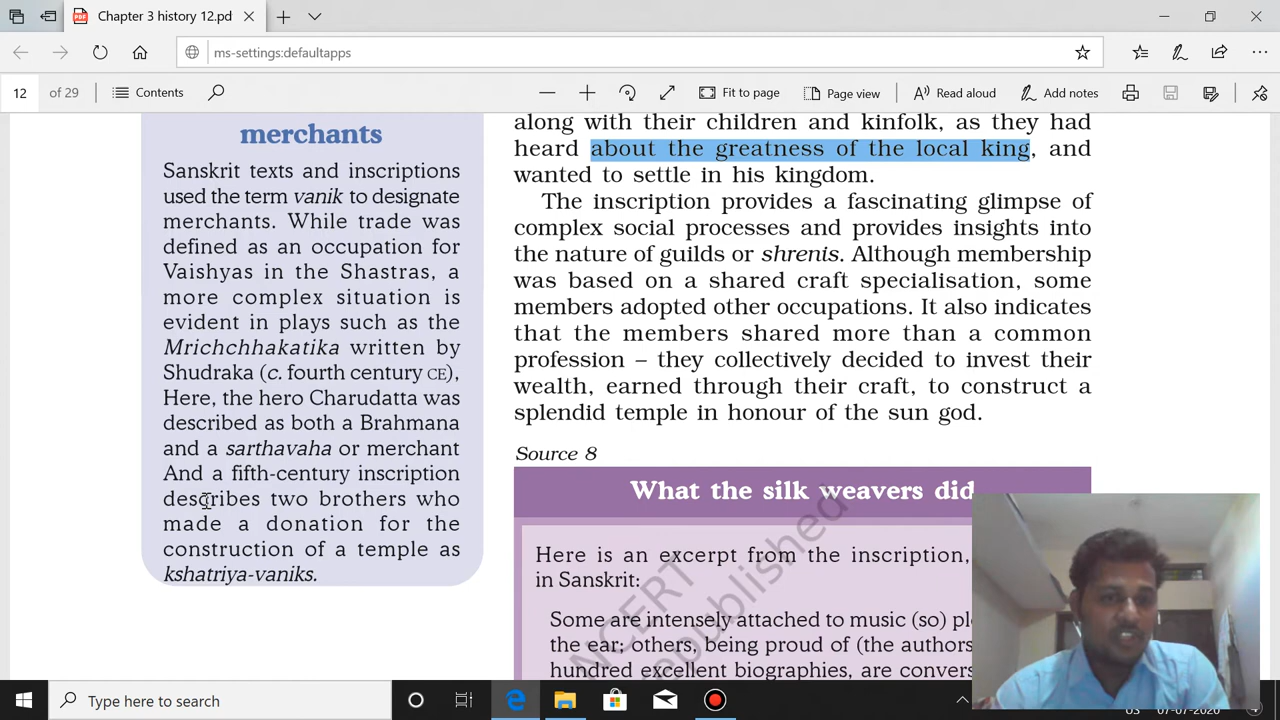 Chapter 3 history 12.pd
ms-settings:defaultapps
12 of 29 Contents Fit to page Page view Read aloud Add notes
merchants
Sanskrit texts and inscriptions
used the term vanik to designate
merchants. While trade was
defined as an occupation for
Vaishyas in the Shastras, a
more complex situation is
evident in plays such as the
Mrichchhakatika written by
Shudraka (c. fourth century CE),
Here, the hero Charudatta was
described as both a Brahmana
and a sarthavaha or merchant
And a fifth-century inscription
describes two brothers who
made a donation for the
construction of a temple as
kshatriya-vaniks.
along with their children and kinfolk, as they had
heard about the greatness of the local king, and
wanted to settle in his kingdom.
The inscription provides a fascinating glimpse of
complex social processes and provides insights into
the nature of guilds or shrenis. Although membership
was based on a shared craft specialisation, some
members adopted other occupations. It also indicates
that the members shared more than a common
profession – they collectively decided to invest their
wealth, earned through their craft, to construct a
splendid temple in honour of the sun god.
Source 8
What the silk weavers did
Here is an excerpt from the inscription,
in Sanskrit:
Some are intensely attached to music (so)
the ear; others, being proud of (the authors
hundred excellent biographies, are
NCERT
republished
Type here to search
07-07-2020